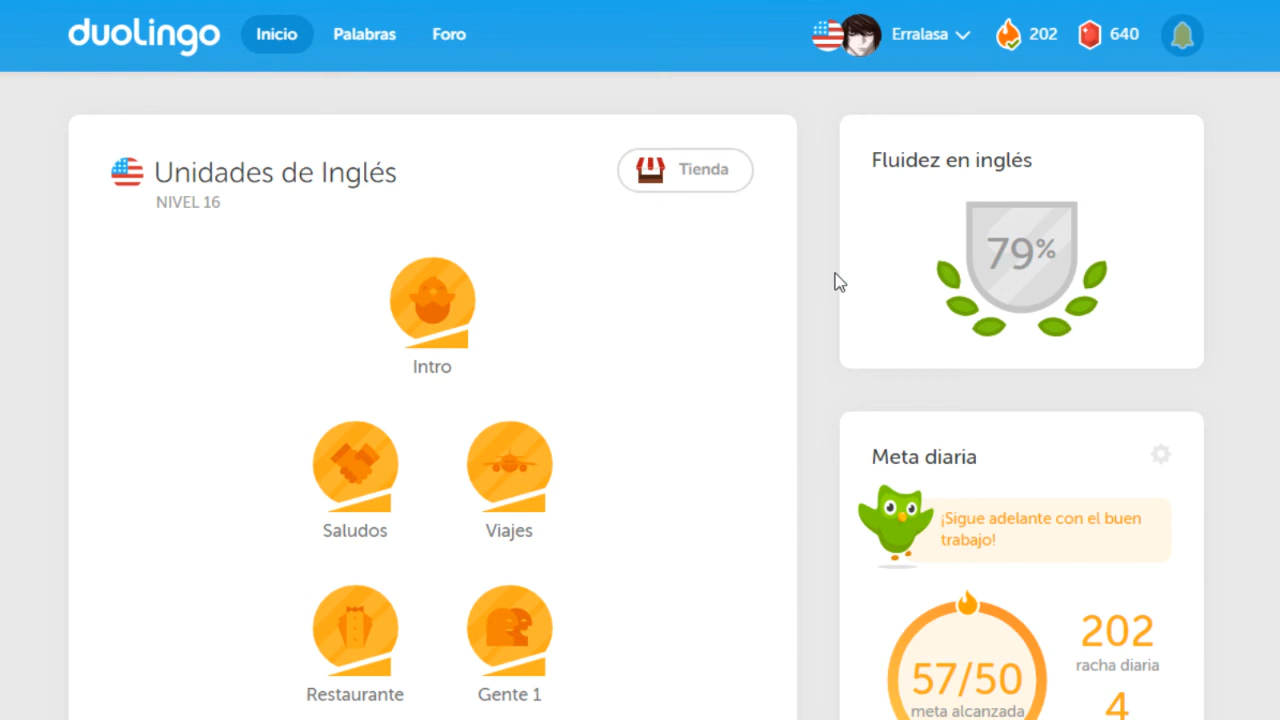 duolingo
Inicio
Palabras
Foro
Erralasa
202
640
Unidades de Inglés
NIVEL 16
Tienda
Intro
Saludos
Viajes
Restaurante
Gente 1
Fluidez en inglés
79%
Meta diaria
¡Sigue adelante con el buen
trabajo!
57/50
meta alcanzada
202
racha diaria
4